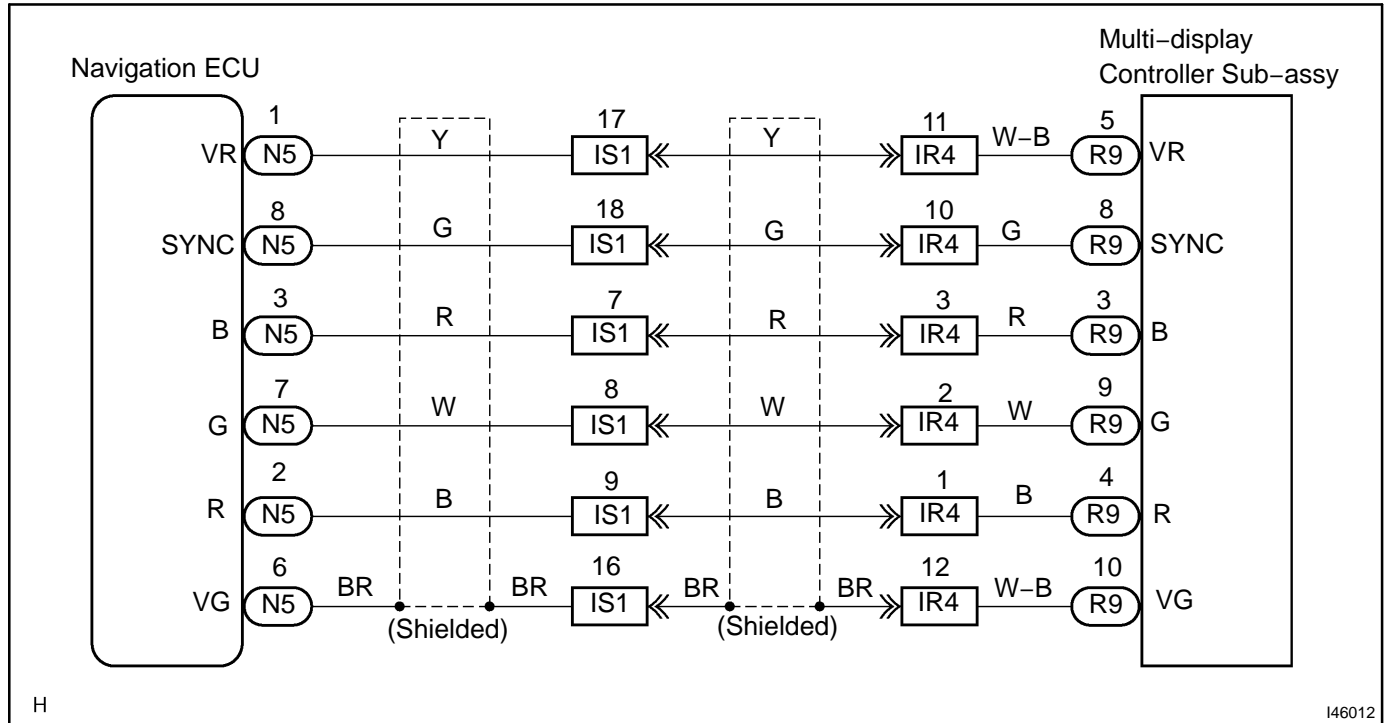 Multi−display
Navigation ECU
Controller Sub−assy
1 17 11 5
VR N5 Y IS1 Y IR4 W−B R9 VR
8 18 10 8
SYNC N5 G IS1 G IR4 G R9 SYNC
3 7 3 3
B N5 R IS1 R IR4 R R9 B
7 8 2 9
G N5 W IS1 W IR4 W R9 G
2 9 1 4
R N5 B IS1 B IR4 B R9 R
6 16 12 10
VG N5 BR BR IS1 BR BR IR4 W−B R9 VG
(Shielded) (Shielded)
H I46012